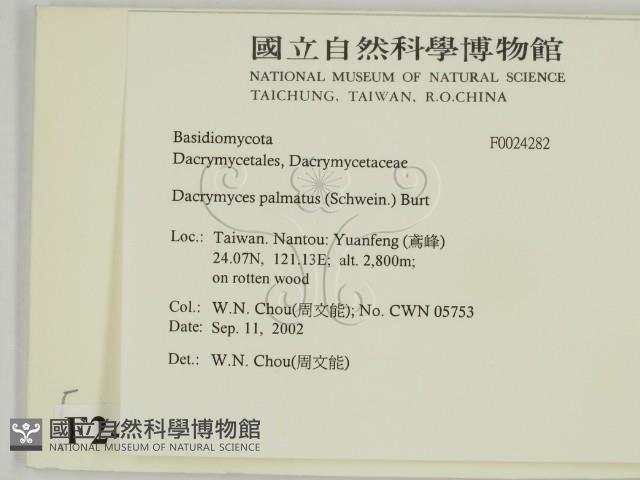 國立自然科學博物館
NATIONAL MUSEUM OF NATURAL SCIENCE
TAICHUNG, TAIWAN, R.O.CHINA
Basidiomycota F0024282
Dacrymycetales, Dacrymycetaceae
Dacrymyces palmatus (Schwein.) Burt
Loc.: Taiwan. Nantou: Yuanfeng (鳶峰)
24.07N, 121.13E; alt. 2,800m;
on rotten wood
Col.: W.N. Chou(周文能); No. CWN 05753
Date: Sep. 11, 2002
Det.: W.N. Chou(周文能)
國立自然科學博物館
NATIONAL MUSEUM OF NATURAL SCIENCE